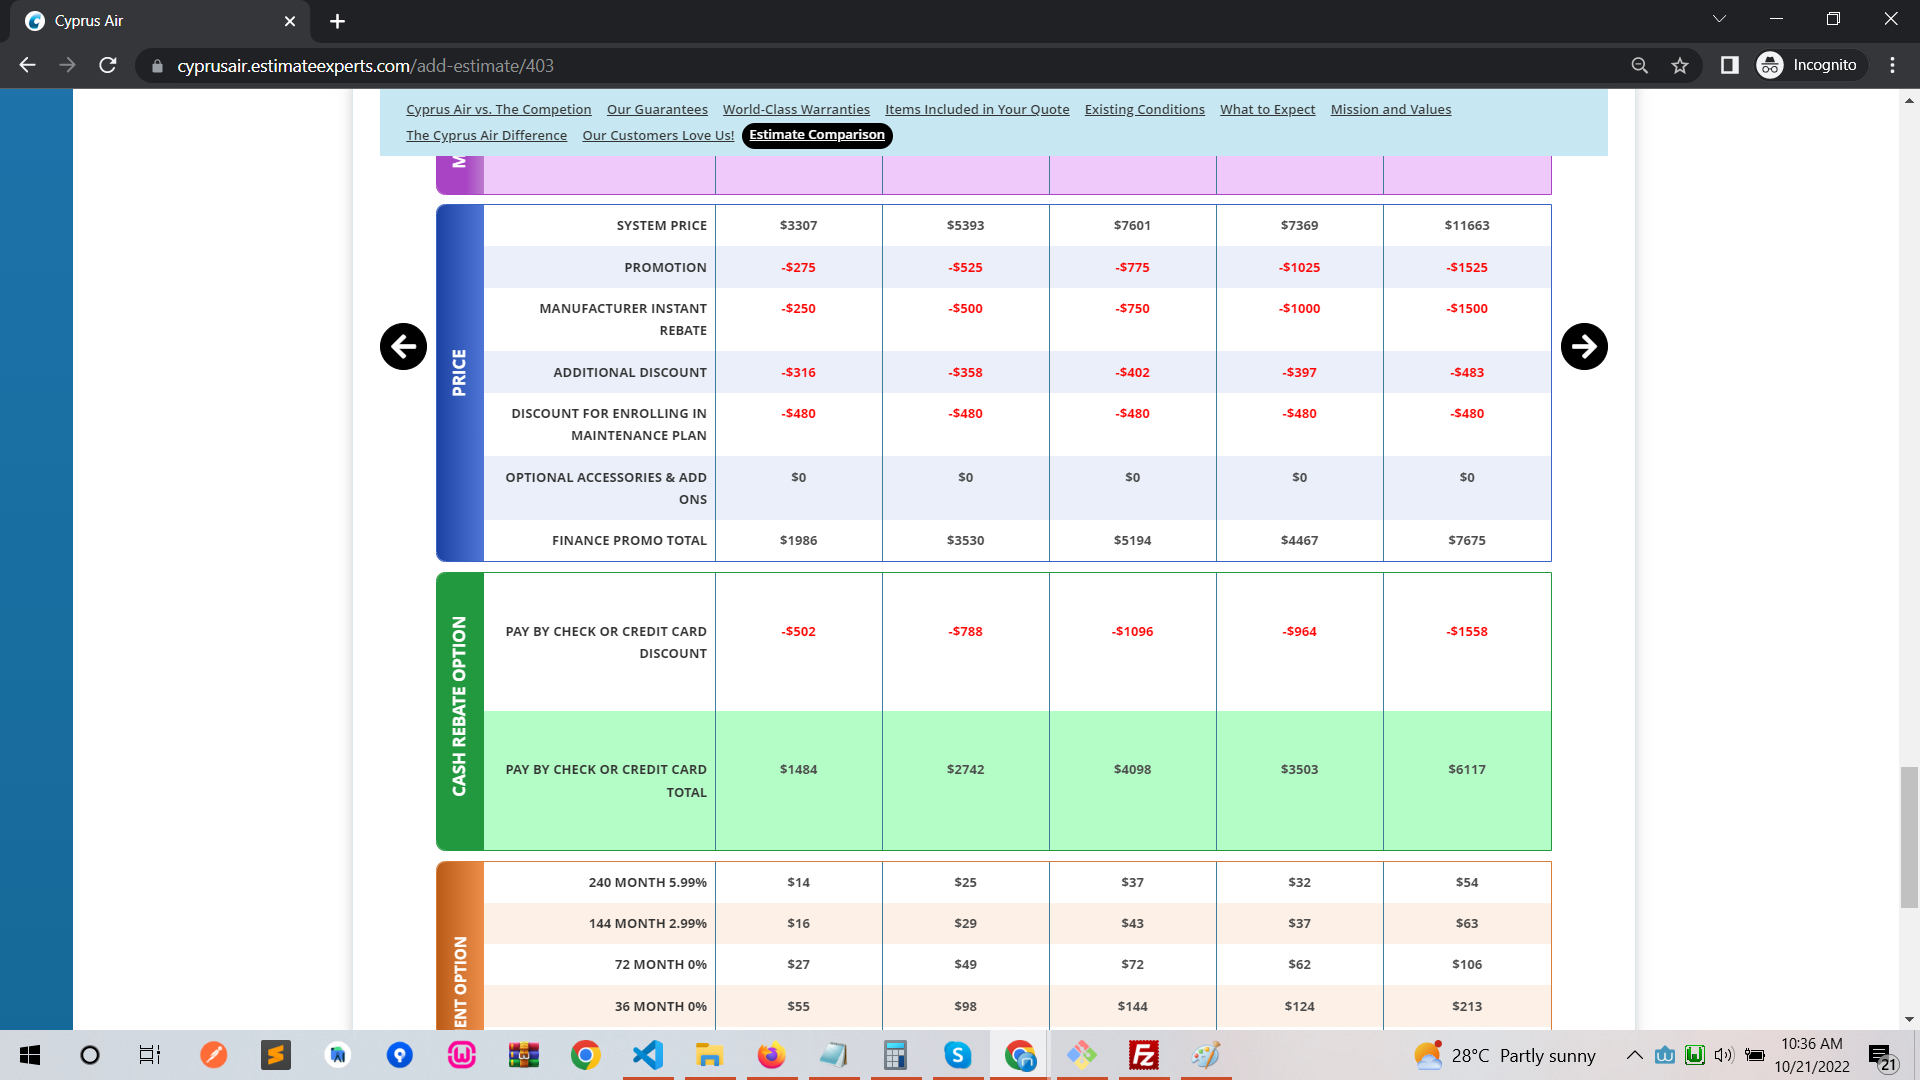 Cyprus Air
cyprusair.estimateexperts.com/add-estimate/403
Incognito
Cyprus Air vs. The Competion Our Guarantees World-Class Warranties Items Included in Your Quote Existing Conditions What to Expect Mission and Values
The Cyprus Air Difference Our Customers Love Us! Estimate Comparison
M
PRICE
SYSTEM PRICE $3307 $5393 $7601 $7369 $11663
PROMOTION -$275 -$525 -$775 -$1025 -$1525
MANUFACTURER INSTANT -$250 -$500 -$750 -$1000 -$1500
REBATE
ADDITIONAL DISCOUNT -$316 -$358 -$402 -$397 -$483
DISCOUNT FOR ENROLLING IN -$480 -$480 -$480 -$480 -$480
MAINTENANCE PLAN
OPTIONAL ACCESSORIES & ADD $0 $0 $0 $0 $0
ONS
FINANCE PROMO TOTAL $1986 $3530 $5194 $4467 $7675
CASH REBATE OPTION
PAY BY CHECK OR CREDIT CARD -$502 -$788 -$1096 -$964 -$1558
DISCOUNT
PAY BY CHECK OR CREDIT CARD $1484 $2742 $4098 $3503 $6117
TOTAL
ENT OPTION
240 MONTH 5.99% $14 $25 $37 $32 $54
144 MONTH 2.99% $16 $29 $43 $37 $63
72 MONTH 0% $27 $49 $72 $62 $106
36 MONTH 0% $55 $98 $144 $124 $213
28°C Partly sunny
10:36 AM
10/21/2022
21